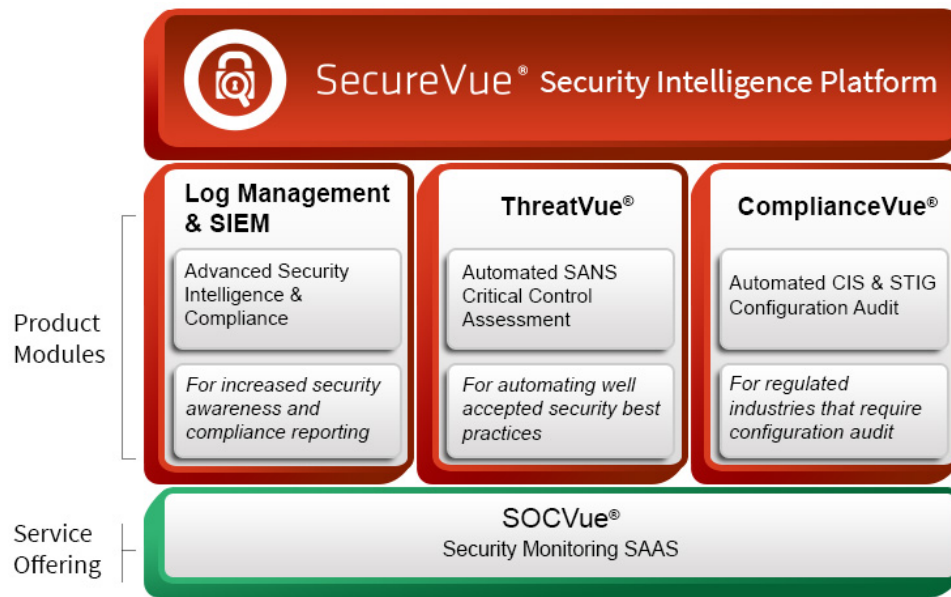 SecureVue® Security Intelligence Platform
Product
Modules
Log Management
& SIEM
Advanced Security
Intelligence &
Compliance
For increased security
awareness and
compliance reporting
ThreatVue®
Automated SANS
Critical Control
Assessment
For automating well
accepted security best
practices
ComplianceVue®
Automated CIS & STIG
Configuration Audit
For regulated
industries that require
configuration audit
Service
Offering
SOCVue®
Security Monitoring SAAS